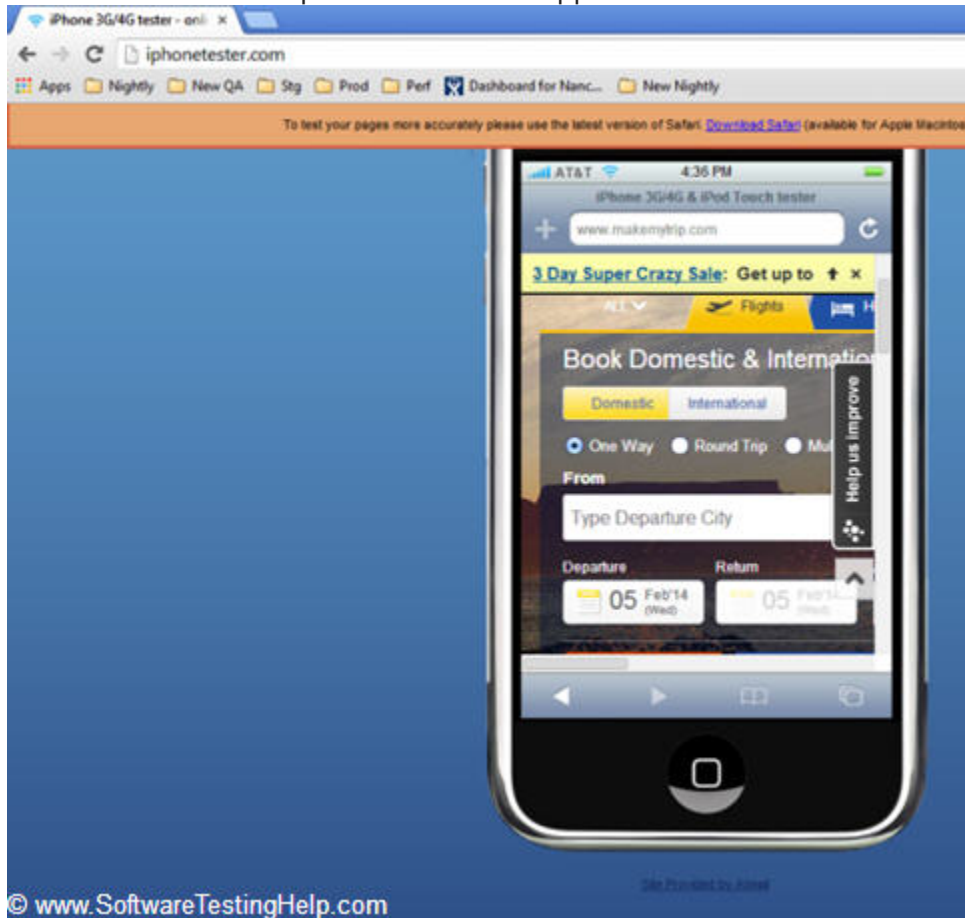 iPhone 3G/4G tester - onli ×
iphonetester.com
Apps Nightly New QA Stg Prod Perf Dashboard for Nanc... New Nightly
To test your pages more accurately please use the latest version of Safari. Download Safari (available for Apple Macintos
AT&T 4:36 PM
iPhone 3G/4G & iPod Touch tester
www.makemytrip.com
3 Day Super Crazy Sale: Get up to
ALL Flights H
Book Domestic & Internation
Domestic International
One Way Round Trip Mul
Help us improve
From
Type Departure City
Departure Return
05 Feb'14 (Wed) 05 Feb'14 (Wed)
© www.SoftwareTestingHelp.com